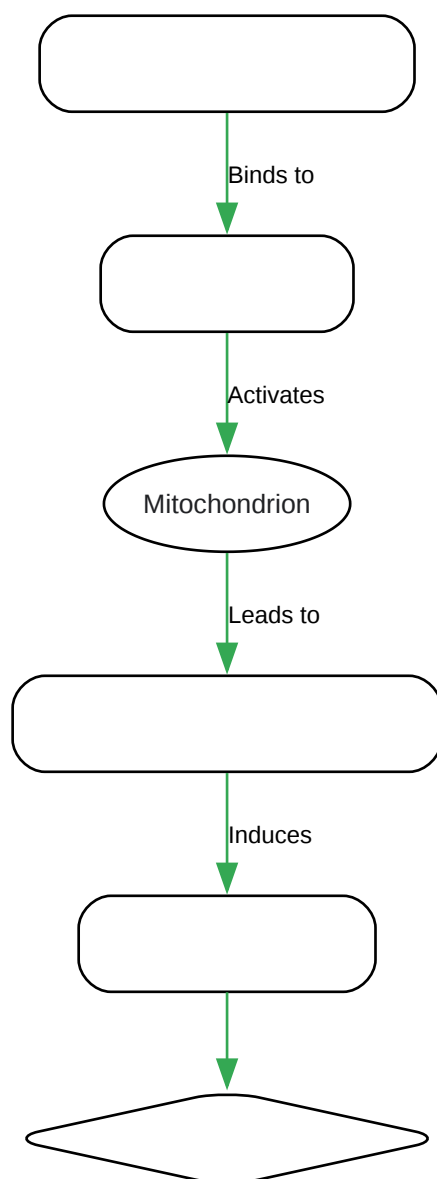 Binds to
Activates
Mitochondrion
Leads to
Induces